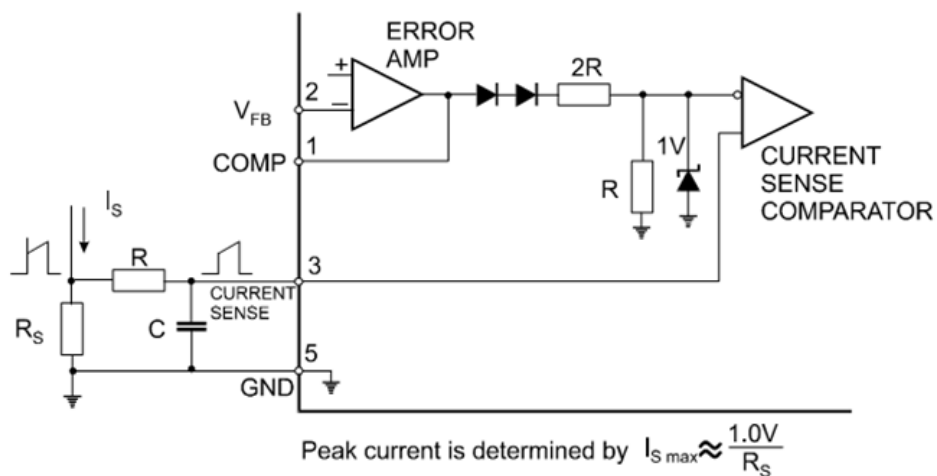 ERROR
AMP
+
−
2R
2
V_FB
1
COMP
1V
R
CURRENT
SENSE
COMPARATOR
I_S
R
3
CURRENT
SENSE
R_S
C
5
GND
Peak current is determined by I_S max ≈ 1.0V / R_S